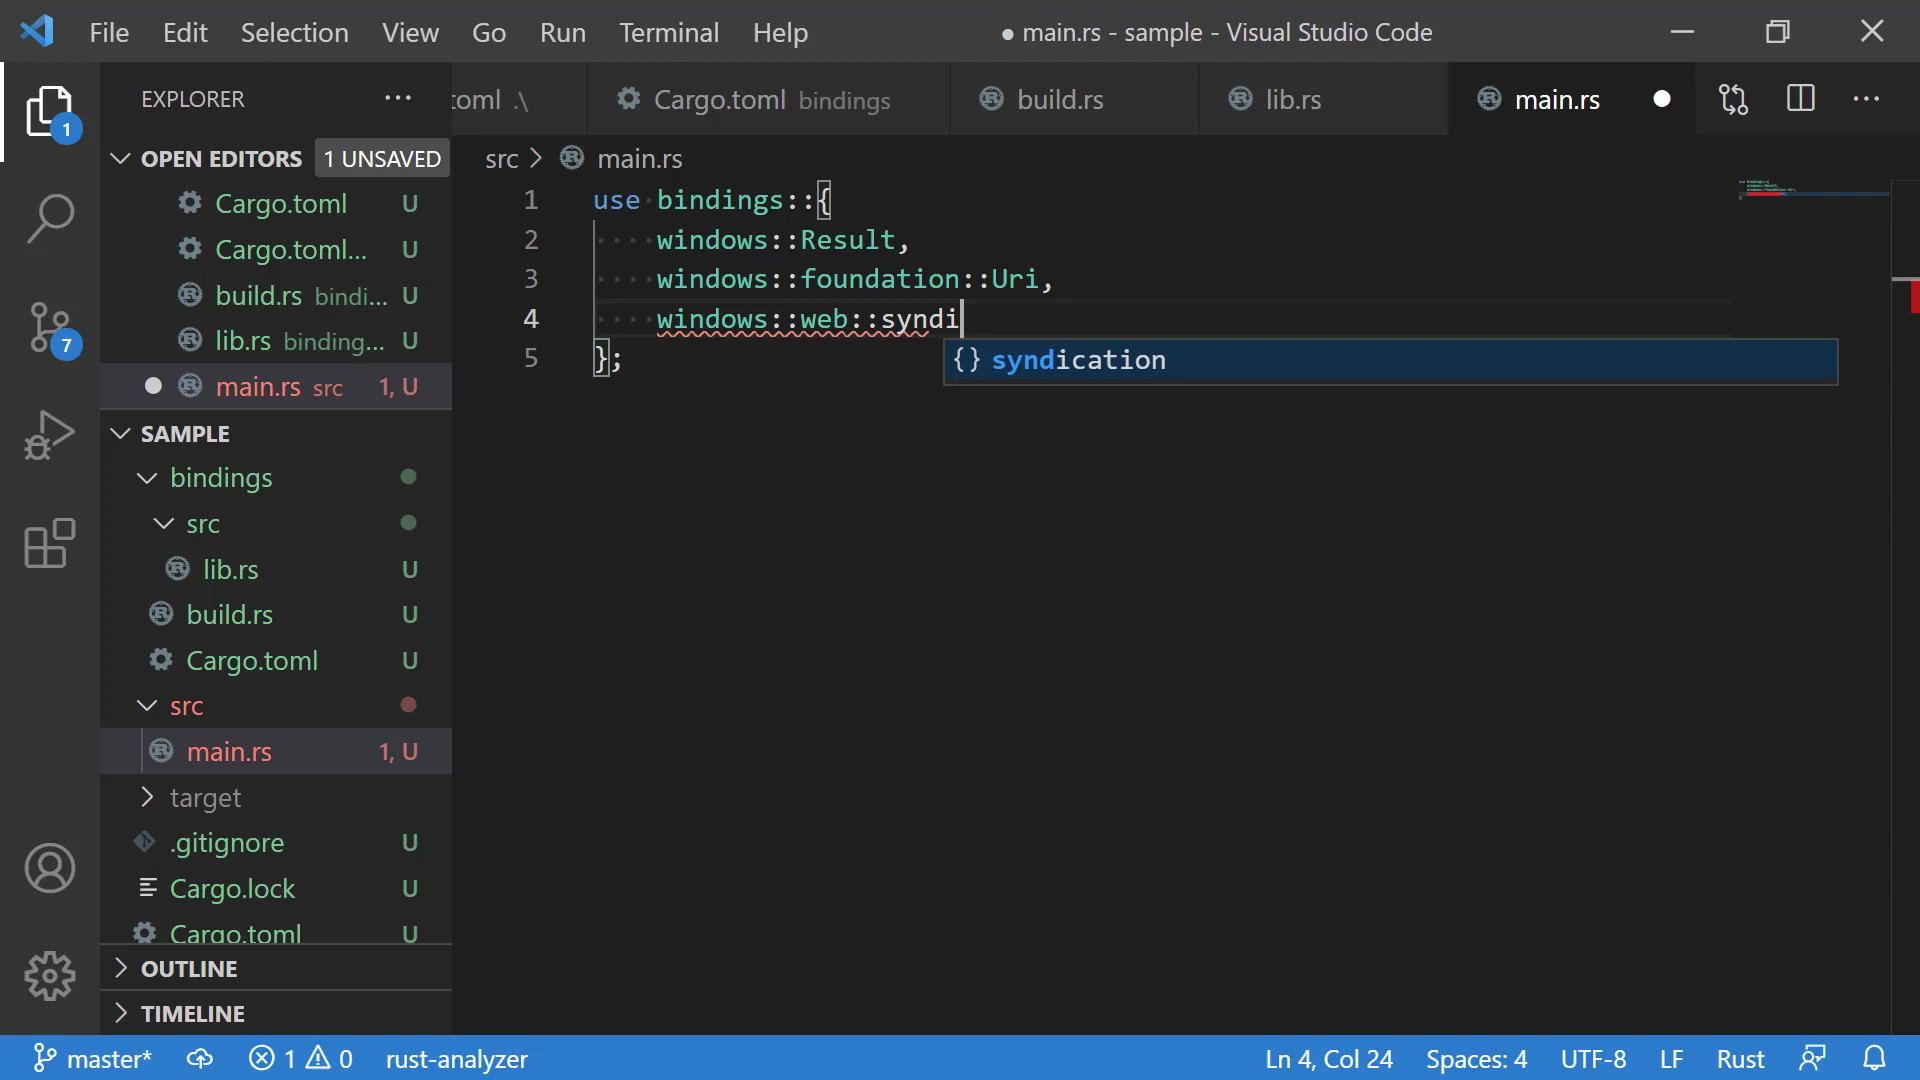 File Edit Selection View Go Run Terminal Help ● main.rs - sample - Visual Studio Code
EXPLORER ···
toml .\ Cargo.toml bindings build.rs lib.rs main.rs ● ···
1
OPEN EDITORS 1 UNSAVED
src > main.rs
Cargo.toml U
Cargo.toml... U
build.rs bindi... U
lib.rs binding... U
7
● main.rs src 1, U
1 use bindings::{
2 ····windows::Result,
3 ····windows::foundation::Uri,
4 ····windows::web::syndi
{} syndication
5 };
SAMPLE
bindings
src
lib.rs U
build.rs U
Cargo.toml U
src
main.rs 1, U
target
.gitignore U
Cargo.lock U
Cargo.toml U
OUTLINE
TIMELINE
master* 1 0 rust-analyzer Ln 4, Col 24 Spaces: 4 UTF-8 LF Rust